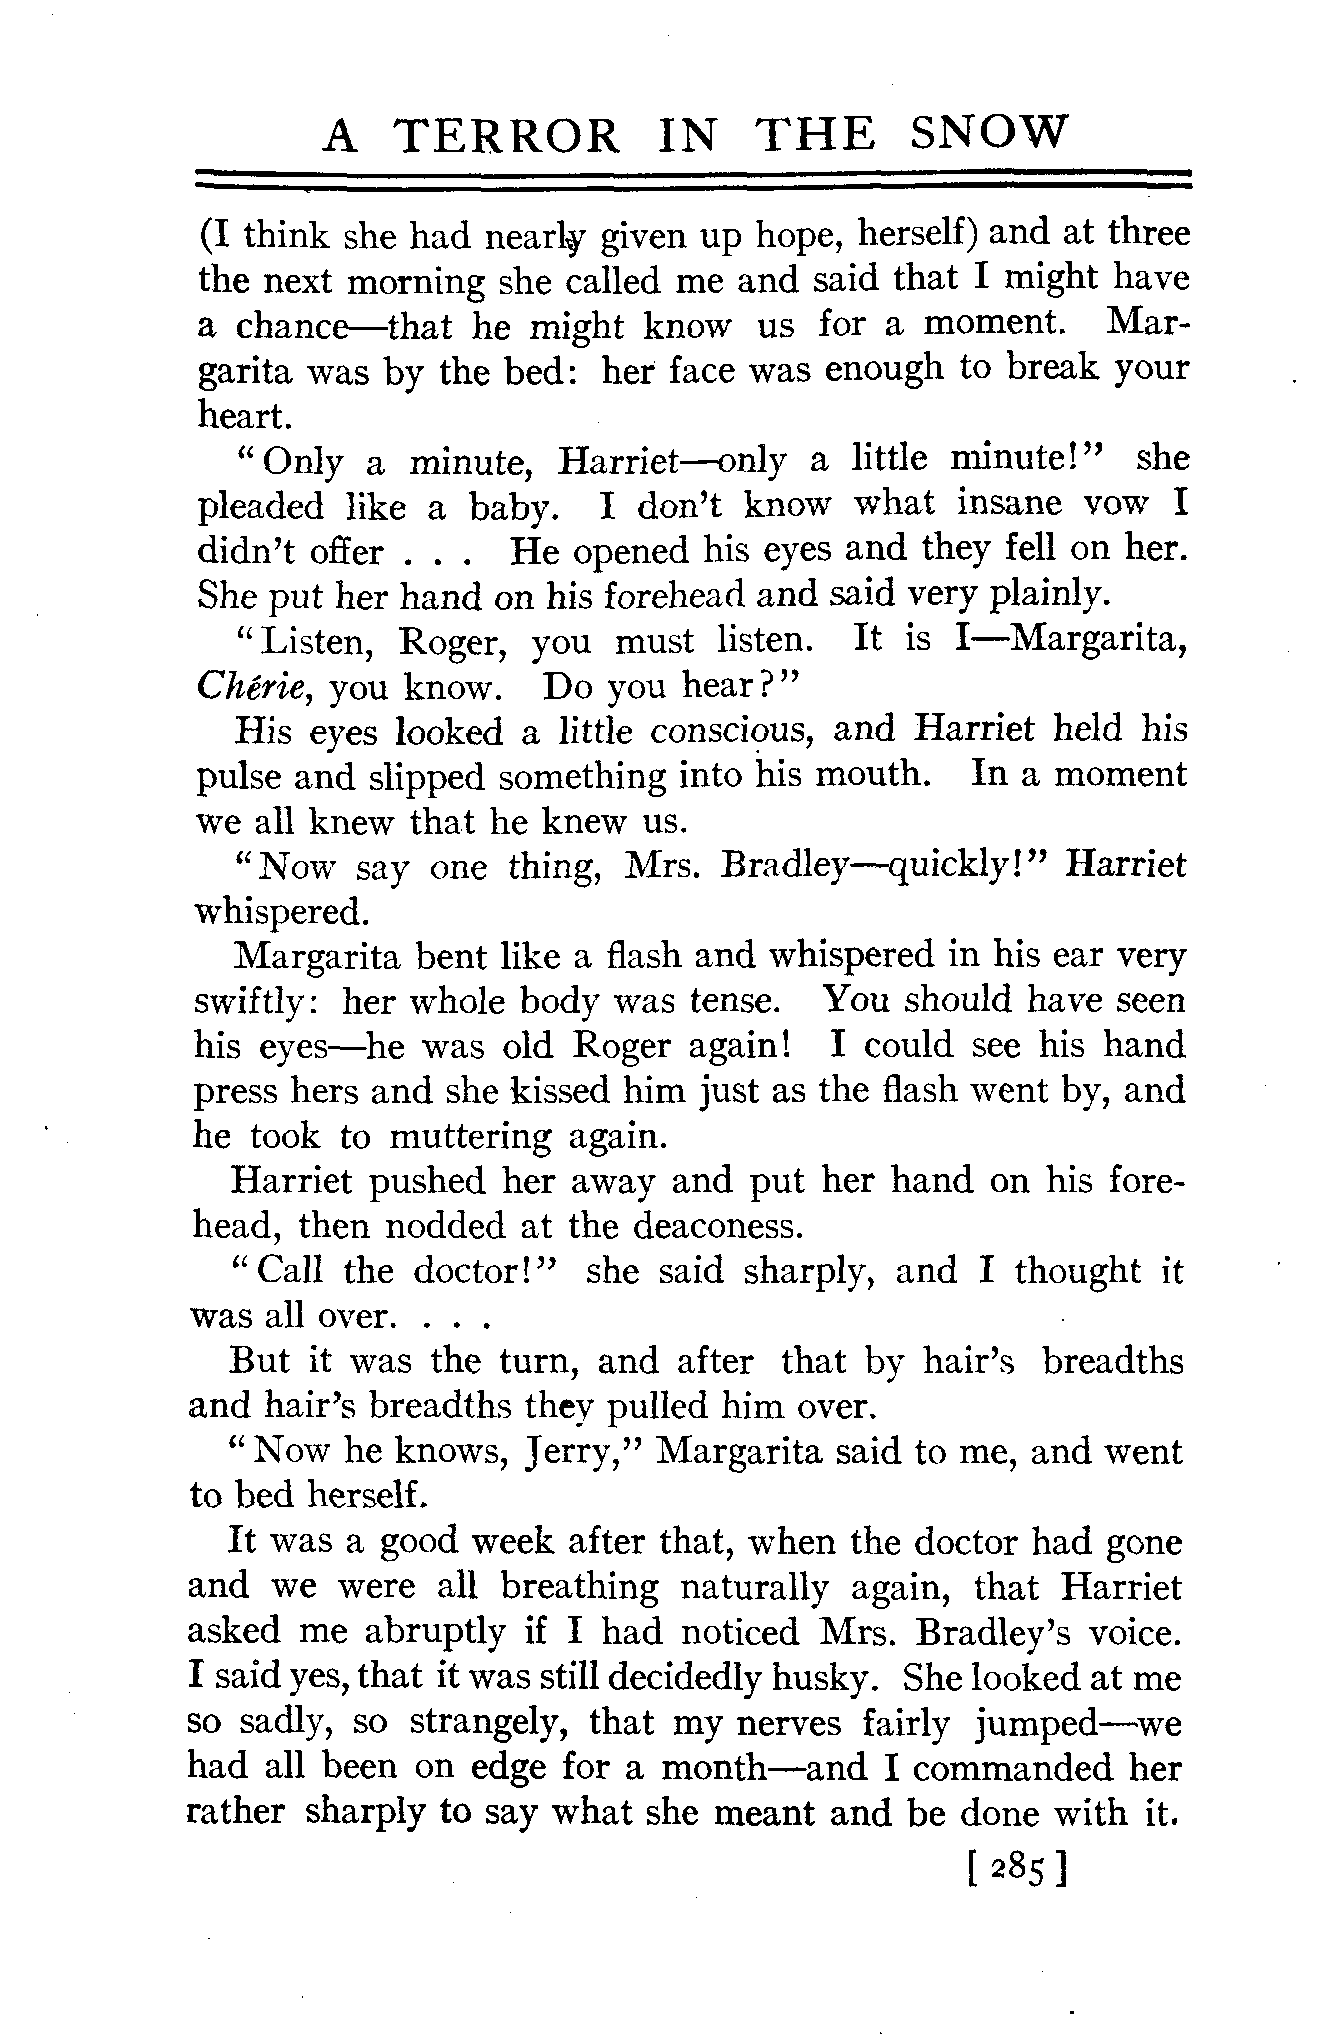 A TERROR IN THE SNOW
(I think she had nearly given up hope, herself) and at three
the next morning she called me and said that I might have
a chance—that he might know us for a moment. Mar-
garita was by the bed: her face was enough to break your
heart.
“Only a minute, Harriet—only a little minute!” she
pleaded like a baby. I don’t know what insane vow I
didn’t offer . . . He opened his eyes and they fell on her.
She put her hand on his forehead and said very plainly.
“Listen, Roger, you must listen. It is I—Margarita,
Chérie, you know. Do you hear?”
His eyes looked a little conscious, and Harriet held his
pulse and slipped something into his mouth. In a moment
we all knew that he knew us.
“Now say one thing, Mrs. Bradley—quickly!” Harriet
whispered.
Margarita bent like a flash and whispered in his ear very
swiftly: her whole body was tense. You should have seen
his eyes—he was old Roger again! I could see his hand
press hers and she kissed him just as the flash went by, and
he took to muttering again.
Harriet pushed her away and put her hand on his fore-
head, then nodded at the deaconess.
“Call the doctor!” she said sharply, and I thought it
was all over. . . .
But it was the turn, and after that by hair’s breadths
and hair’s breadths they pulled him over.
“Now he knows, Jerry,” Margarita said to me, and went
to bed herself.
It was a good week after that, when the doctor had gone
and we were all breathing naturally again, that Harriet
asked me abruptly if I had noticed Mrs. Bradley’s voice.
I said yes, that it was still decidedly husky. She looked at me
so sadly, so strangely, that my nerves fairly jumped—we
had all been on edge for a month—and I commanded her
rather sharply to say what she meant and be done with it.
[ 285 ]